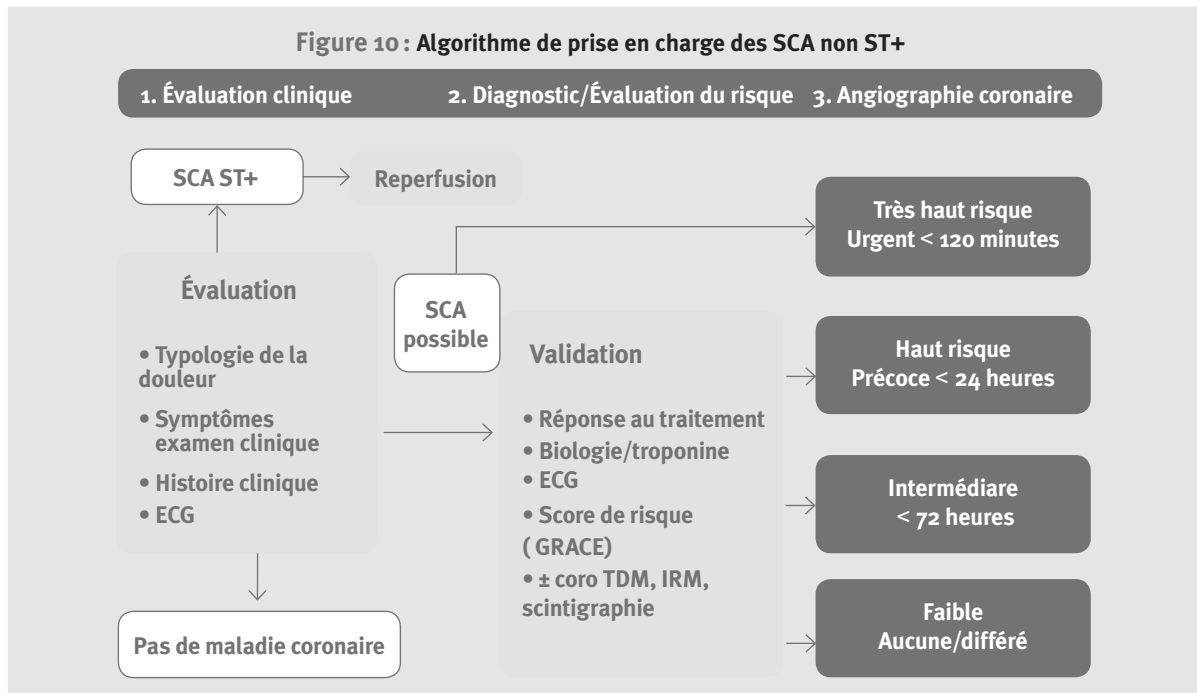 Figure 10 : Algorithme de prise en charge des SCA non ST+
1. Évaluation clinique
2. Diagnostic/Évaluation du risque
3. Angiographie coronaire
SCA ST+
Reperfusion
Évaluation
• Typologie de la
douleur
• Symptômes
examen clinique
• Histoire clinique
• ECG
Pas de maladie coronaire
SCA
possible
Validation
• Réponse au traitement
• Biologie/troponine
• ECG
• Score de risque
( GRACE)
• ± coro TDM, IRM,
scintigraphie
Très haut risque
Urgent < 120 minutes
Haut risque
Précoce < 24 heures
Intermédiare
< 72 heures
Faible
Aucune/différé